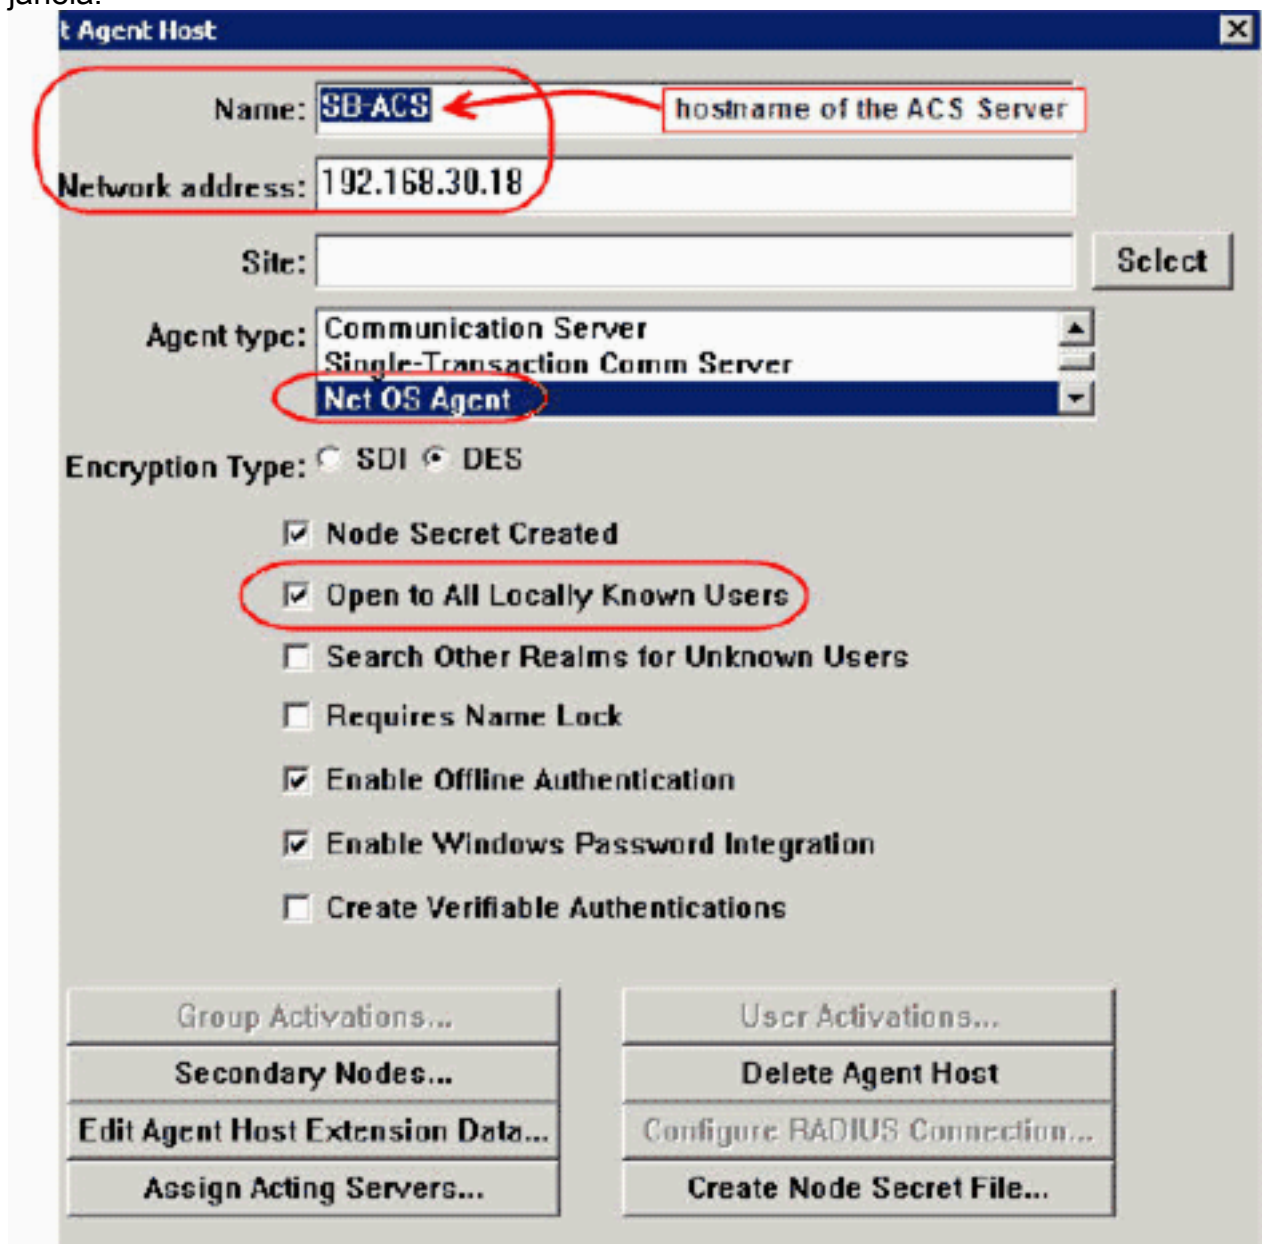 janela.
t Agent Host
Name: SB-ACS hostname of the ACS Server
Network address: 192.168.30.18
Site: Select
Agent type: Communication Server
Single-Transaction Comm Server
Net OS Agent
Encryption Type: SDI DES
Node Secret Created
Open to All Locally Known Users
Search Other Realms for Unknown Users
Requires Name Lock
Enable Offline Authentication
Enable Windows Password Integration
Create Verifiable Authentications
Group Activations... User Activations...
Secondary Nodes... Delete Agent Host
Edit Agent Host Extension Data... Configure RADIUS Connection...
Assign Acting Servers... Create Node Secret File...